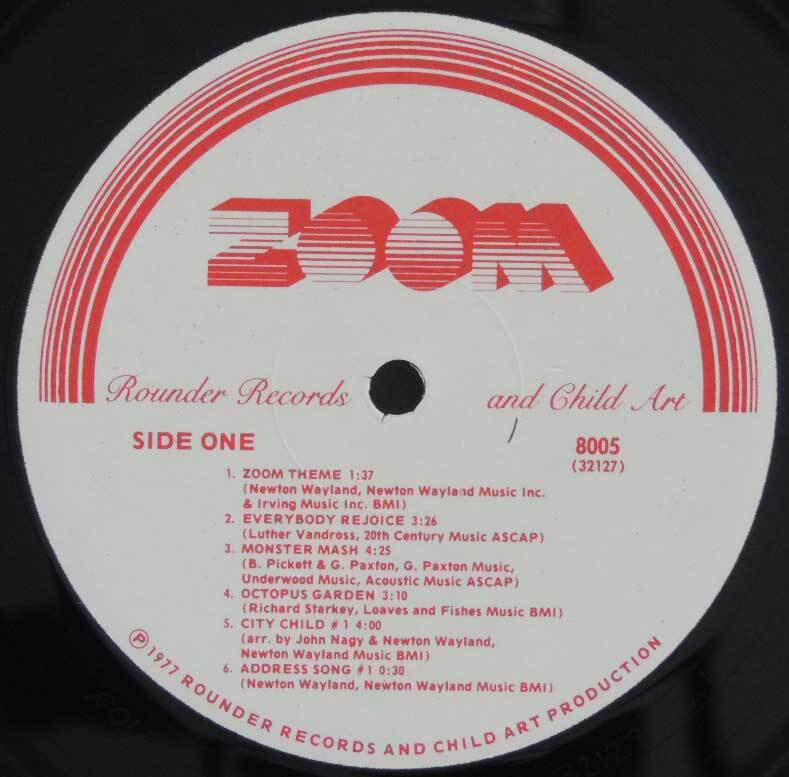 ZOOM
Rounder Records and Child Art
SIDE ONE
8005
(32127)
1. ZOOM THEME 1:37
(Newton Wayland, Newton Wayland Music Inc.
& Irving Music Inc. BMI)
2. EVERYBODY REJOICE 3:26
(Luther Vandross, 20th Century Music ASCAP)
3. MONSTER MASH 4:25
(B. Pickett & G. Paxton, G. Paxton Music,
Underwood Music, Acoustic Music ASCAP)
4. OCTOPUS GARDEN 3:10
(Richard Starkey, Loaves and Fishes Music BMI)
5. CITY CHILD #1 4:00
(arr. by John Nagy & Newton Wayland,
Newton Wayland Music BMI)
6. ADDRESS SONG #1 0:30
(Newton Wayland, Newton Wayland Music BMI)
Ⓟ 1977 ROUNDER RECORDS AND CHILD ART PRODUCTION